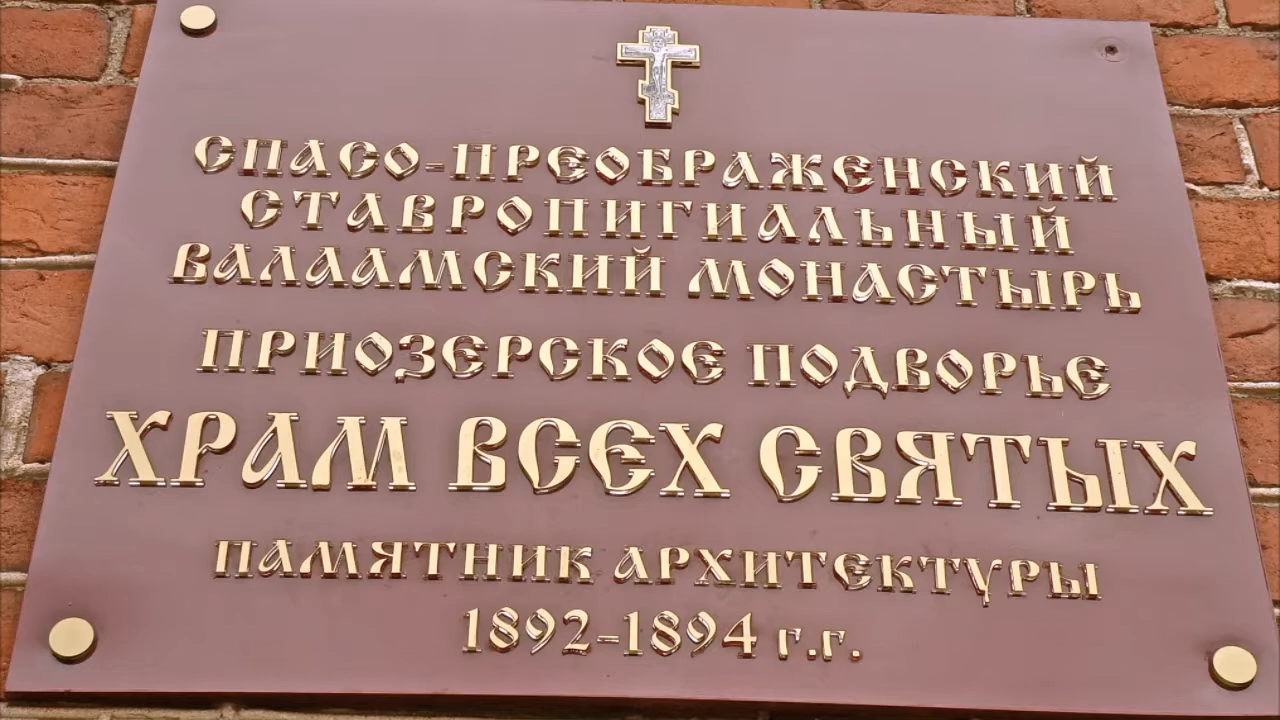 СПАСО-ПРЕОБРАЖЕНСКИЙ
СТАВРОПИГИАЛЬНЫЙ
ВАЛААМСКИЙ МОНАСТЫРЬ
ПРИОЗЕРСКОЕ ПОДВОРЬЕ
ХРАМ ВСЕХ СВЯТЫХ
ПАМЯТНИК АРХИТЕКТУРЫ
1892-1894 г.г.